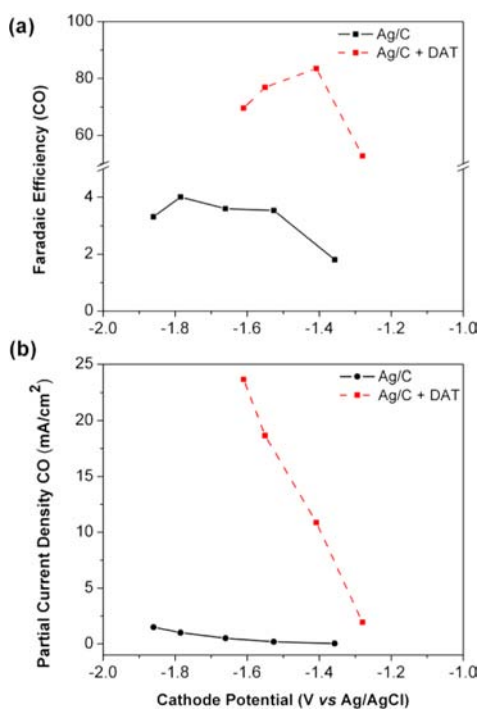 (a)
Ag/C
Ag/C + DAT
Faradaic Efficiency (CO)
100
80
60
4
2
0
-2.0 -1.8 -1.6 -1.4 -1.2 -1.0
(b)
Ag/C
Ag/C + DAT
Partial Current Density CO (mA/cm²)
25
20
15
10
5
0
-2.0 -1.8 -1.6 -1.4 -1.2 -1.0
Cathode Potential (V vs Ag/AgCl)